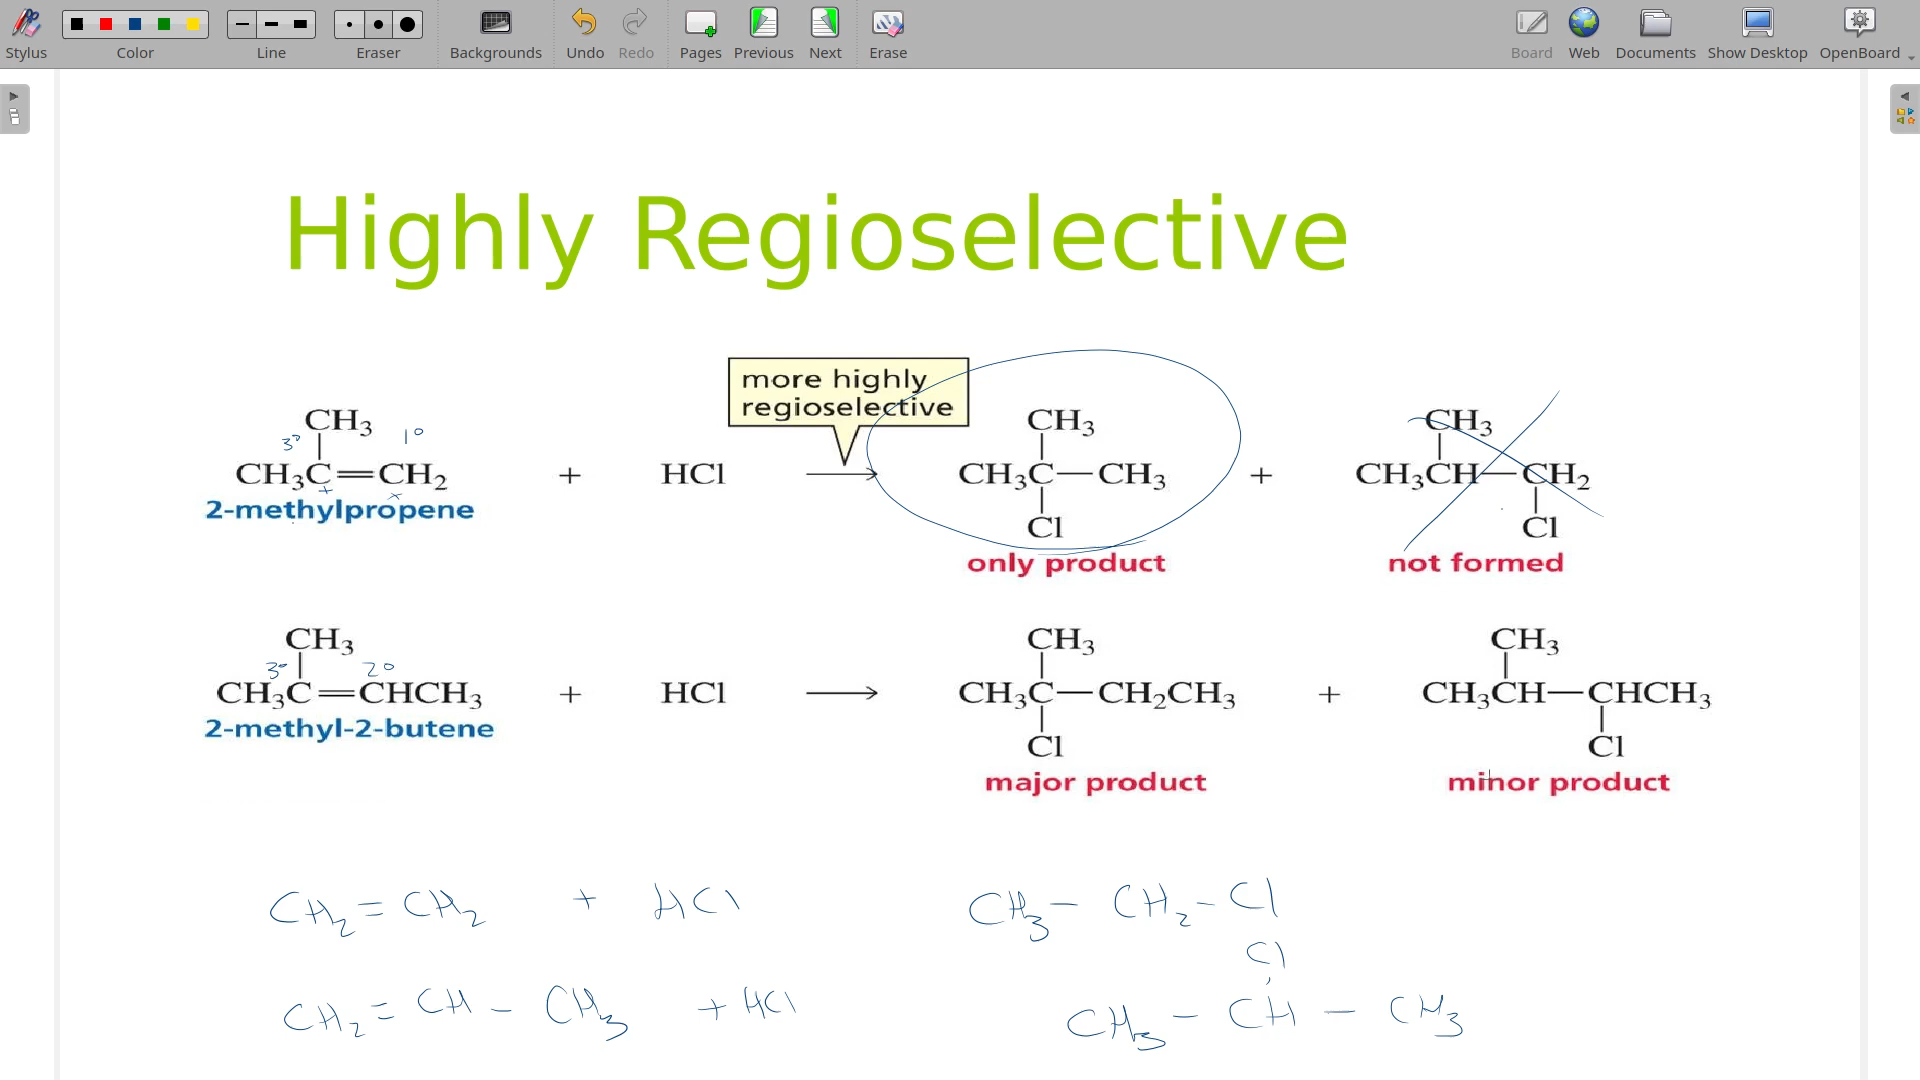 Stylus Color Line Eraser Backgrounds Undo Redo Pages Previous Next Erase Board Web Documents Show Desktop OpenBoard
Highly Regioselective
more highly
regioselective
CH₃ CH₃ CH₃
3° 1°
CH₃C=CH₂ + HCl → CH₃C—CH₃ + CH₃CH—CH₂
+ +
2-methylpropene
Cl Cl
only product not formed
CH₃ CH₃ CH₃
3° 2°
CH₃C=CHCH₃ + HCl → CH₃C—CH₂CH₃ + CH₃CH—CHCH₃
2-methyl-2-butene
Cl Cl
major product minor product
CH₂=CH₂ + HCl CH₃-CH₂-Cl
Cl
CH₂=CH-CH₃ +HCl CH₃-CH-CH₃